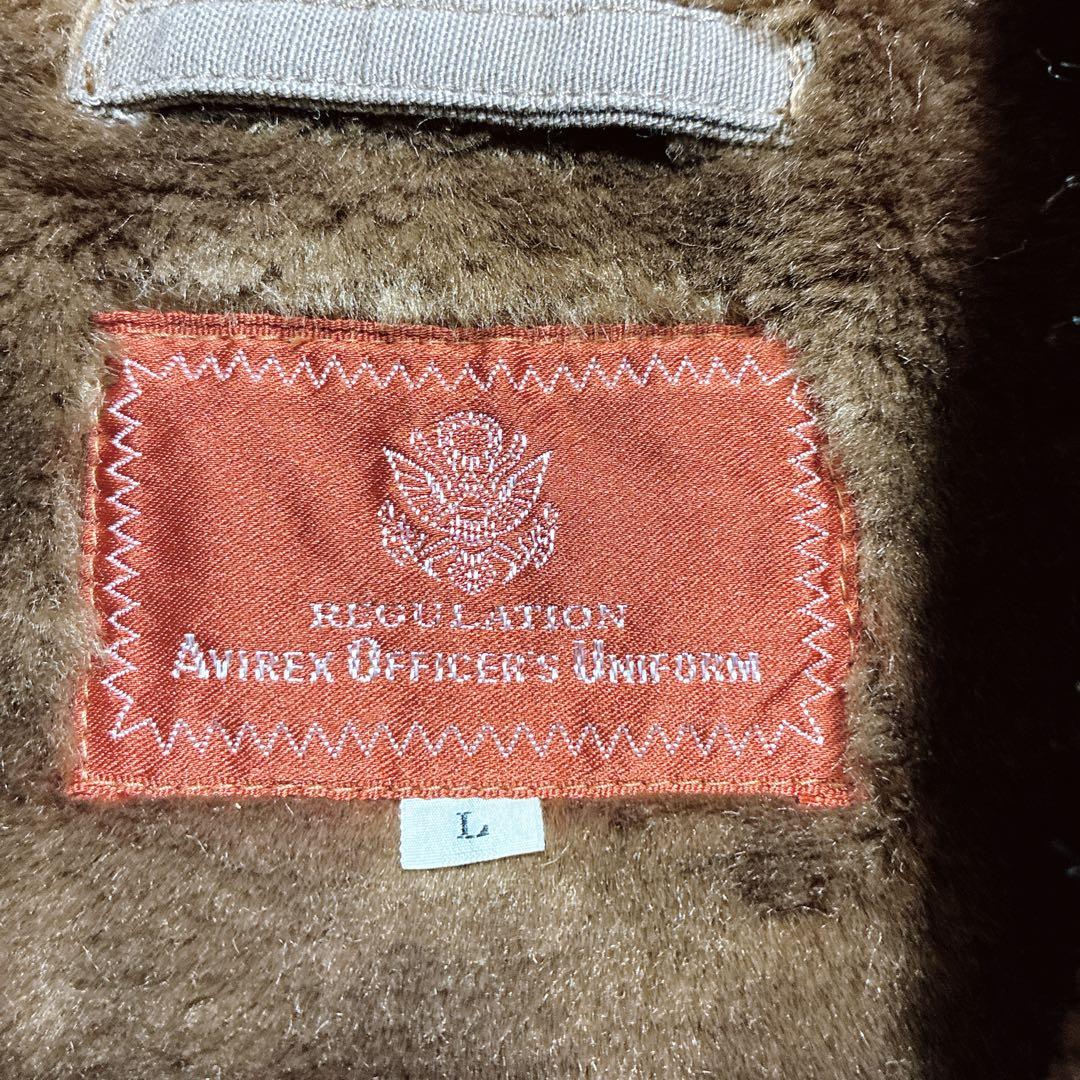 REGULATION
AVIREX OFFICER'S UNIFORM
L